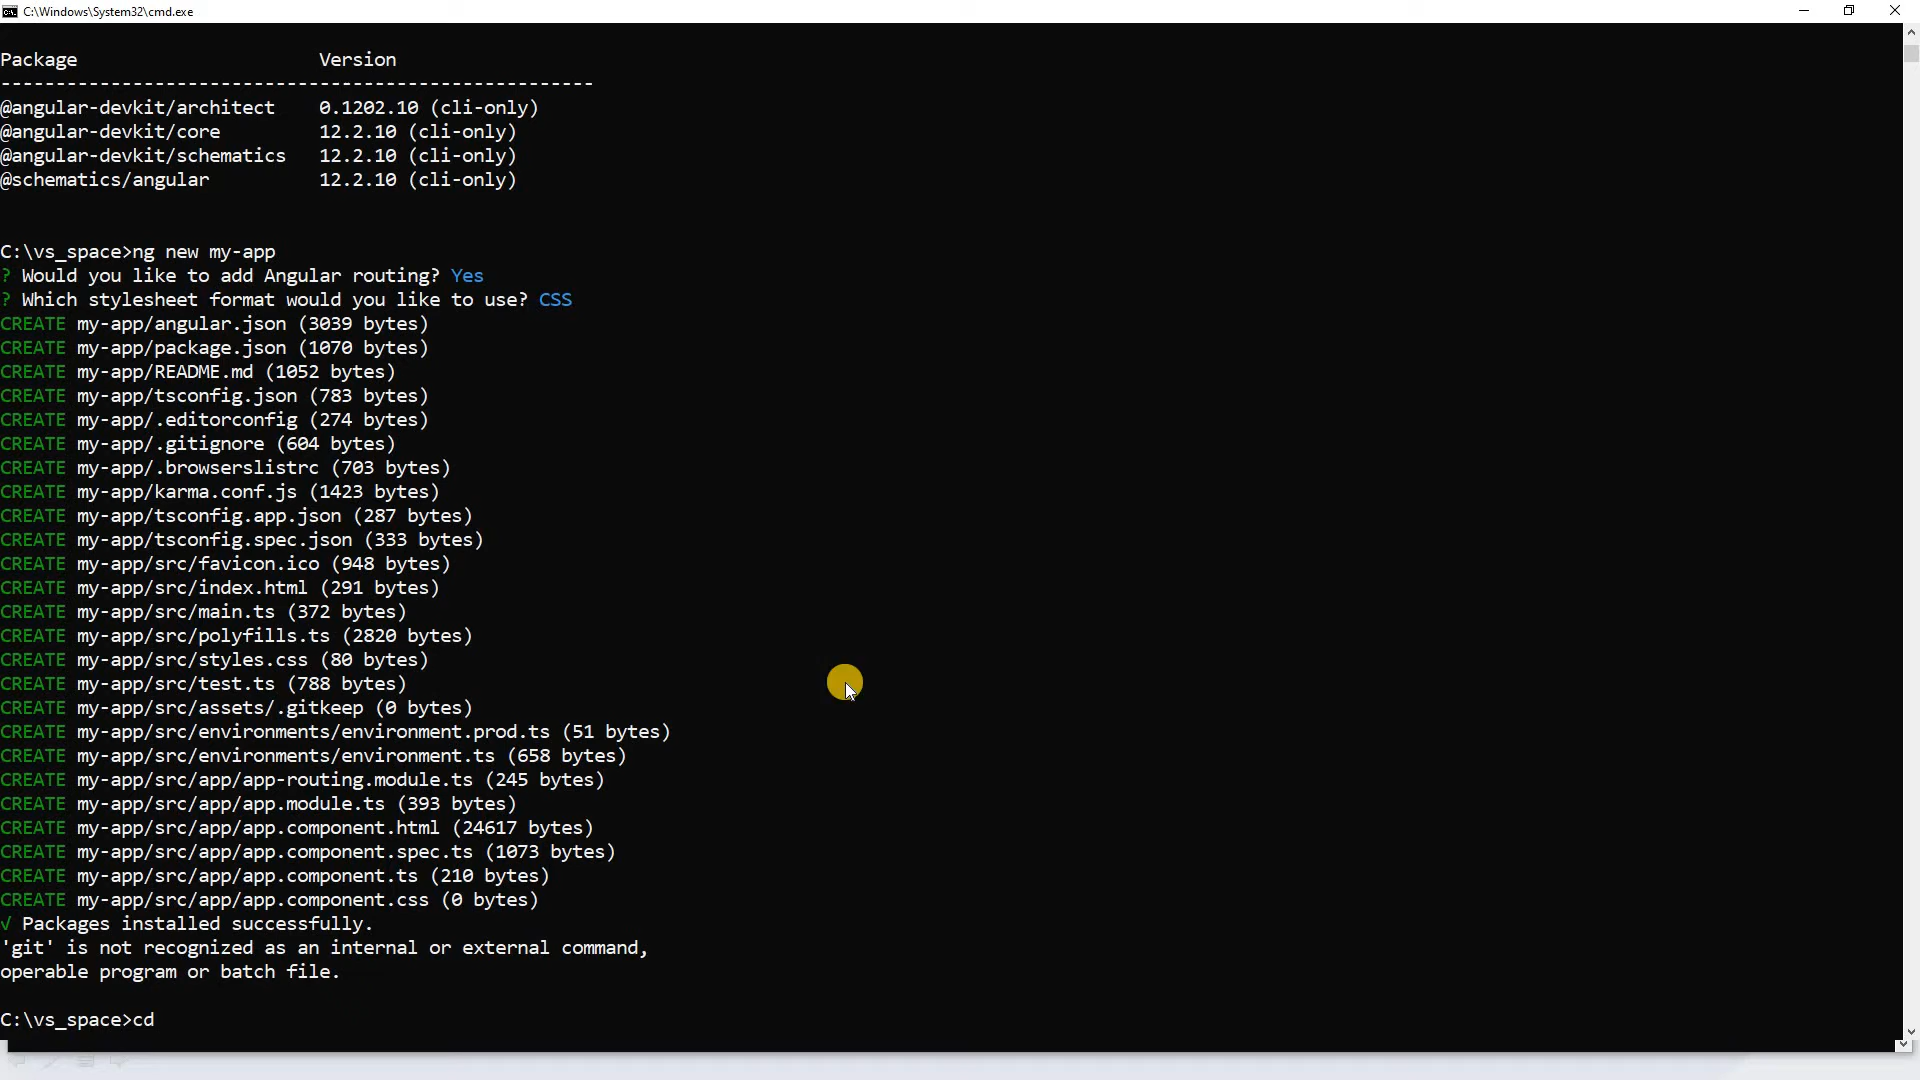 C:\Windows\System32\cmd.exe
Package Version
------------------------------------------------------
@angular-devkit/architect 0.1202.10 (cli-only)
@angular-devkit/core 12.2.10 (cli-only)
@angular-devkit/schematics 12.2.10 (cli-only)
@schematics/angular 12.2.10 (cli-only)
C:\vs_space>ng new my-app
? Would you like to add Angular routing? Yes
? Which stylesheet format would you like to use? CSS
CREATE my-app/angular.json (3039 bytes)
CREATE my-app/package.json (1070 bytes)
CREATE my-app/README.md (1052 bytes)
CREATE my-app/tsconfig.json (783 bytes)
CREATE my-app/.editorconfig (274 bytes)
CREATE my-app/.gitignore (604 bytes)
CREATE my-app/.browserslistrc (703 bytes)
CREATE my-app/karma.conf.js (1423 bytes)
CREATE my-app/tsconfig.app.json (287 bytes)
CREATE my-app/tsconfig.spec.json (333 bytes)
CREATE my-app/src/favicon.ico (948 bytes)
CREATE my-app/src/index.html (291 bytes)
CREATE my-app/src/main.ts (372 bytes)
CREATE my-app/src/polyfills.ts (2820 bytes)
CREATE my-app/src/styles.css (80 bytes)
CREATE my-app/src/test.ts (788 bytes)
CREATE my-app/src/assets/.gitkeep (0 bytes)
CREATE my-app/src/environments/environment.prod.ts (51 bytes)
CREATE my-app/src/environments/environment.ts (658 bytes)
CREATE my-app/src/app/app-routing.module.ts (245 bytes)
CREATE my-app/src/app/app.module.ts (393 bytes)
CREATE my-app/src/app/app.component.html (24617 bytes)
CREATE my-app/src/app/app.component.spec.ts (1073 bytes)
CREATE my-app/src/app/app.component.ts (210 bytes)
CREATE my-app/src/app/app.component.css (0 bytes)
√ Packages installed successfully.
'git' is not recognized as an internal or external command,
operable program or batch file.
C:\vs_space>cd